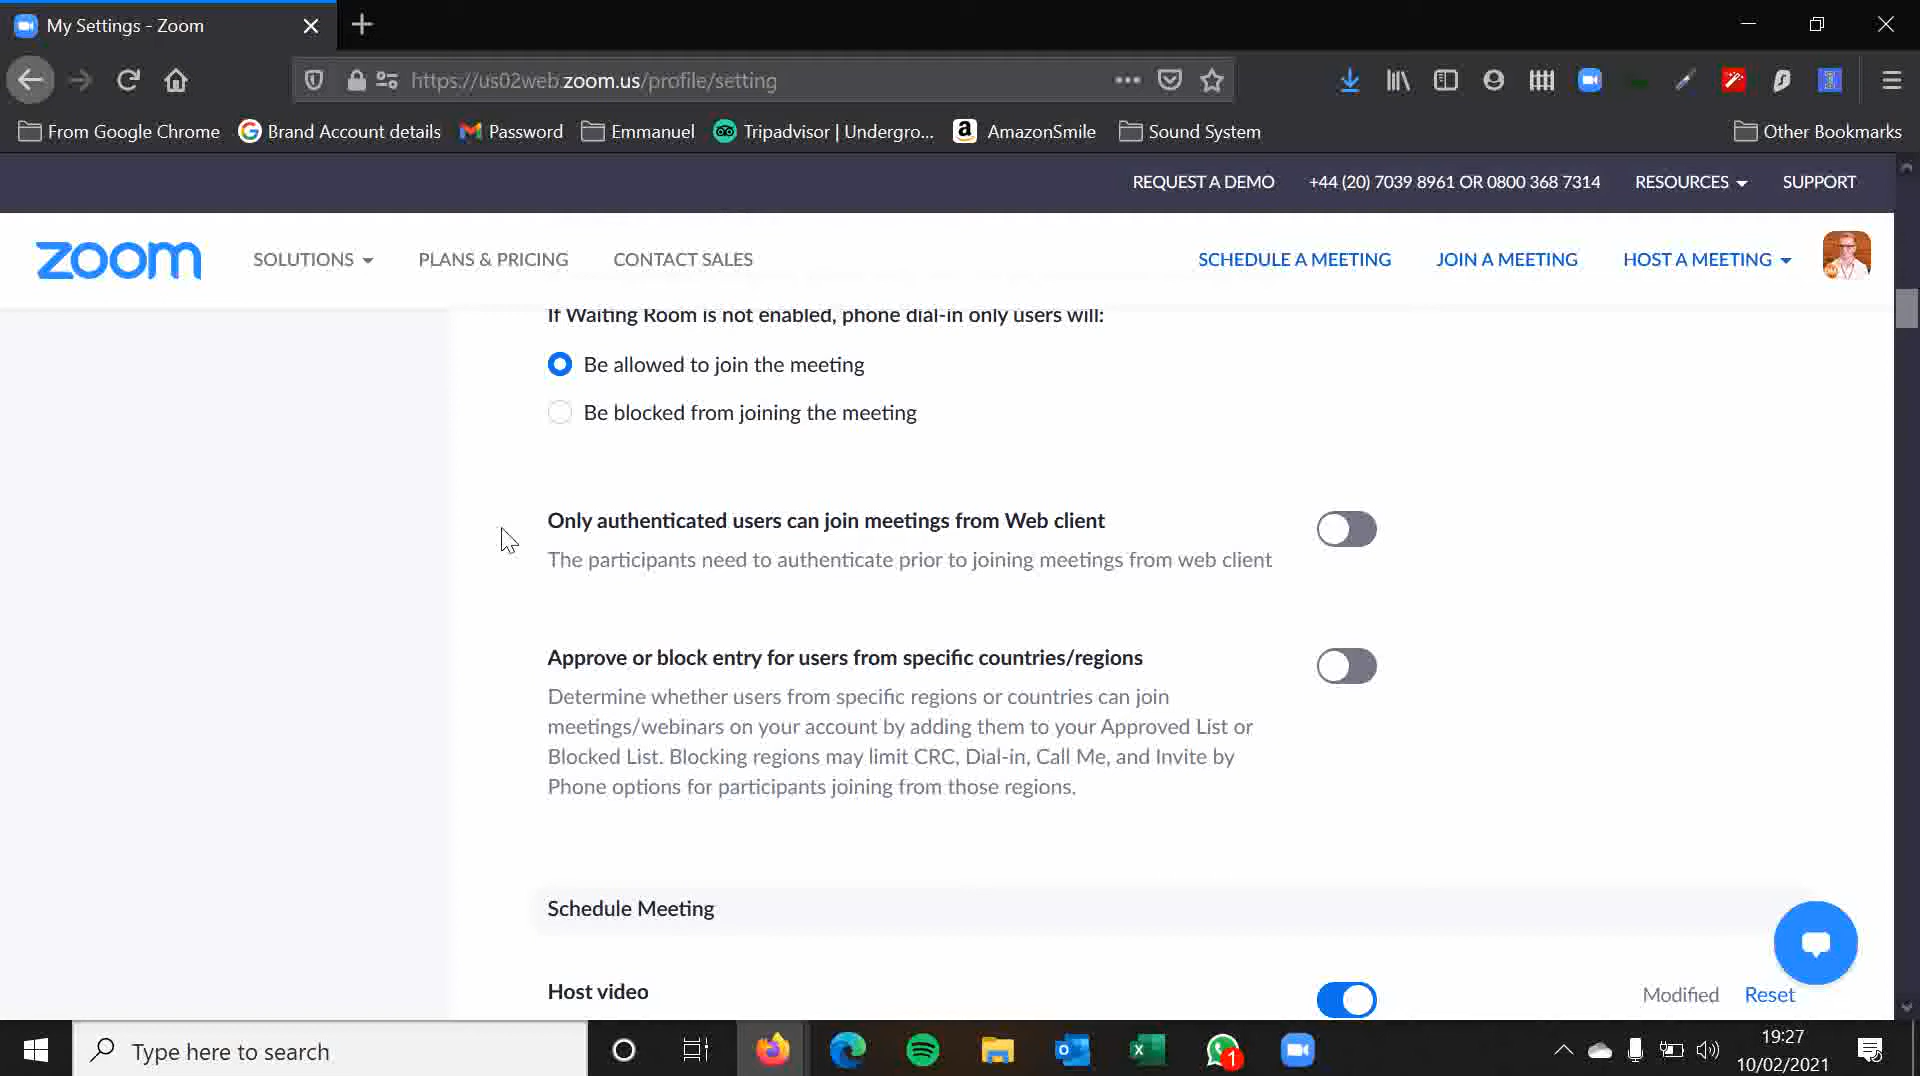 My Settings - Zoom
https://us02web.zoom.us/profile/setting
From Google Chrome
Brand Account details
Password
Emmanuel
Tripadvisor | Undergro...
AmazonSmile
Sound System
Other Bookmarks
REQUEST A DEMO
+44 (20) 7039 8961 OR 0800 368 7314
RESOURCES
SUPPORT
zoom
SOLUTIONS
PLANS & PRICING
CONTACT SALES
SCHEDULE A MEETING
JOIN A MEETING
HOST A MEETING
If Waiting Room is not enabled, phone dial-in only users will:
Be allowed to join the meeting
Be blocked from joining the meeting
Only authenticated users can join meetings from Web client
The participants need to authenticate prior to joining meetings from web client
Approve or block entry for users from specific countries/regions
Determine whether users from specific regions or countries can join
meetings/webinars on your account by adding them to your Approved List or
Blocked List. Blocking regions may limit CRC, Dial-in, Call Me, and Invite by
Phone options for participants joining from those regions.
Schedule Meeting
Host video
Modified
Reset
Type here to search
1
19:27
10/02/2021